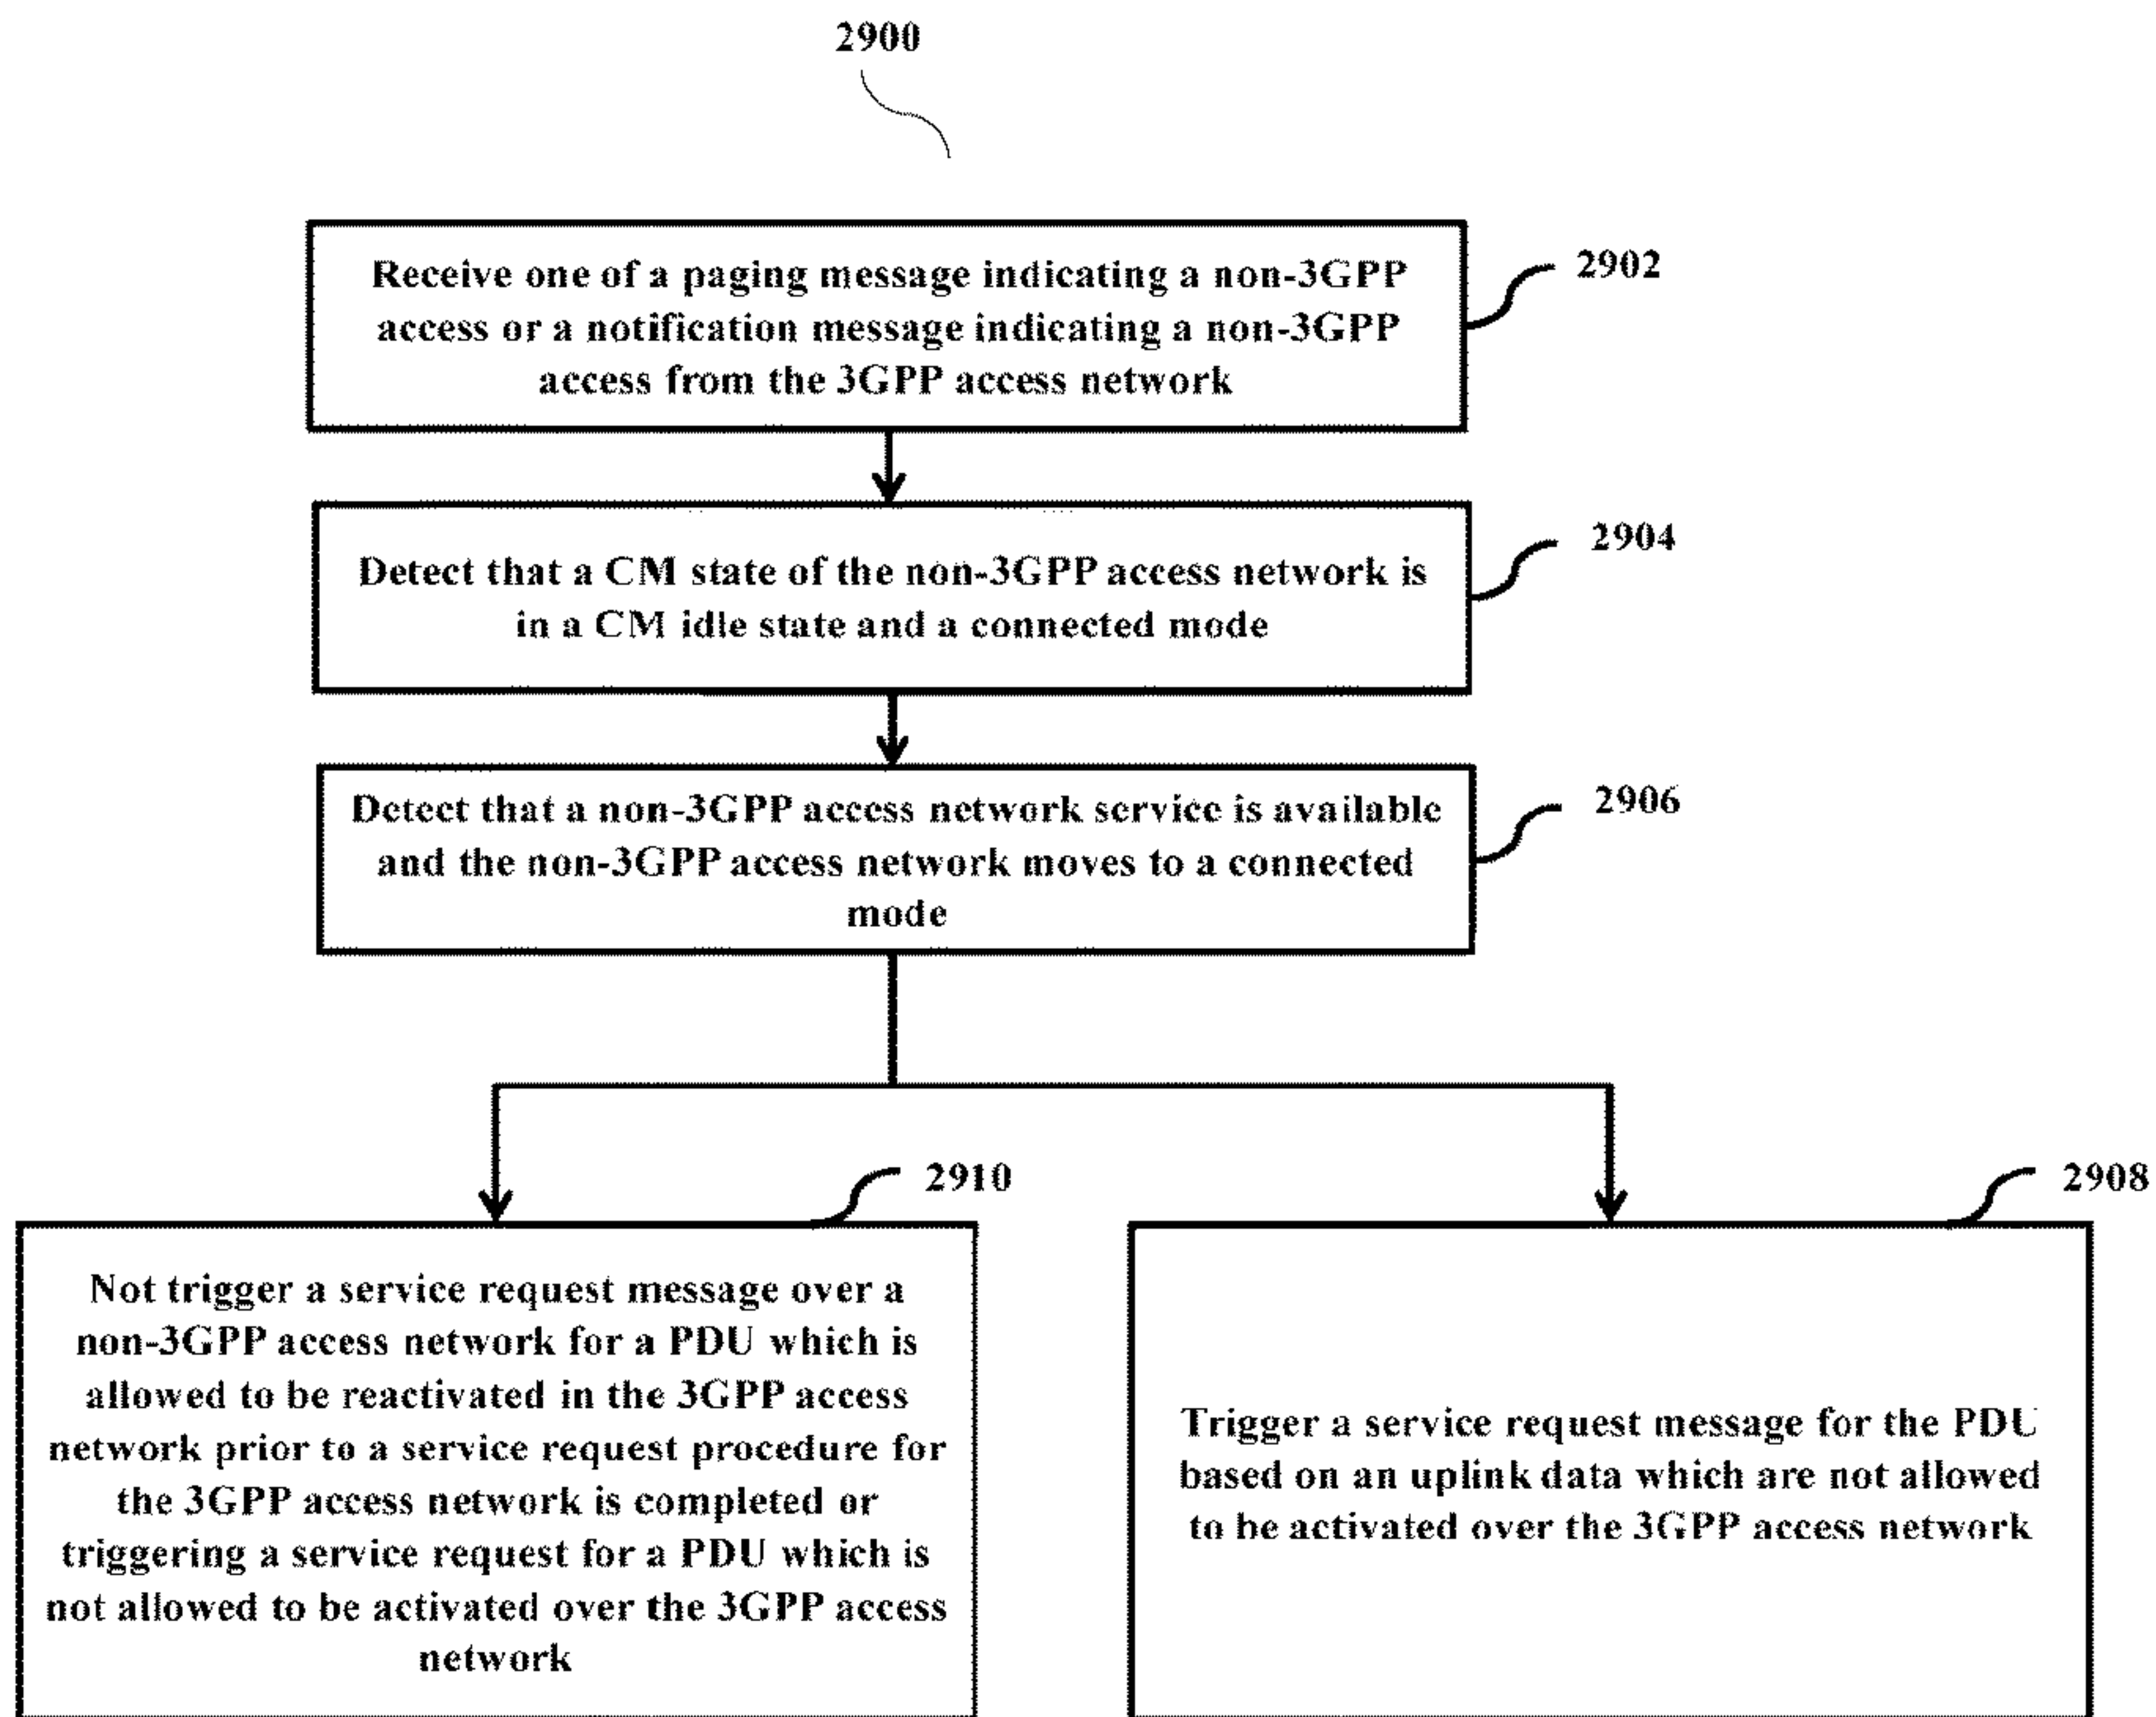 2900
Receive one of a paging message indicating a non-3GPP
access or a notification message indicating a non-3GPP
access from the 3GPP access network
2902
Detect that a CM state of the non-3GPP access network is
in a CM idle state and a connected mode
2904
Detect that a non-3GPP access network service is available
and the non-3GPP access network moves to a connected
mode
2906
2910
Not trigger a service request message over a
non-3GPP access network for a PDU which is
allowed to be reactivated in the 3GPP access
network prior to a service request procedure for
the 3GPP access network is completed or
triggering a service request for a PDU which is
not allowed to be activated over the 3GPP access
network
2908
Trigger a service request message for the PDU
based on an uplink data which are not allowed
to be activated over the 3GPP access network